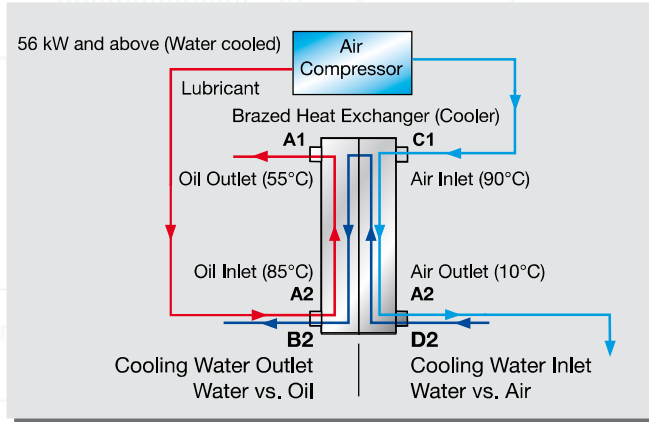 56 kW and above (Water cooled)
Air
Compressor
Lubricant
Brazed Heat Exchanger (Cooler)
A1
C1
Oil Outlet (55°C)
Air Inlet (90°C)
Oil Inlet (85°C)
Air Outlet (10°C)
A2
A2
B2
D2
Cooling Water Outlet
Water vs. Oil
Cooling Water Inlet
Water vs. Air